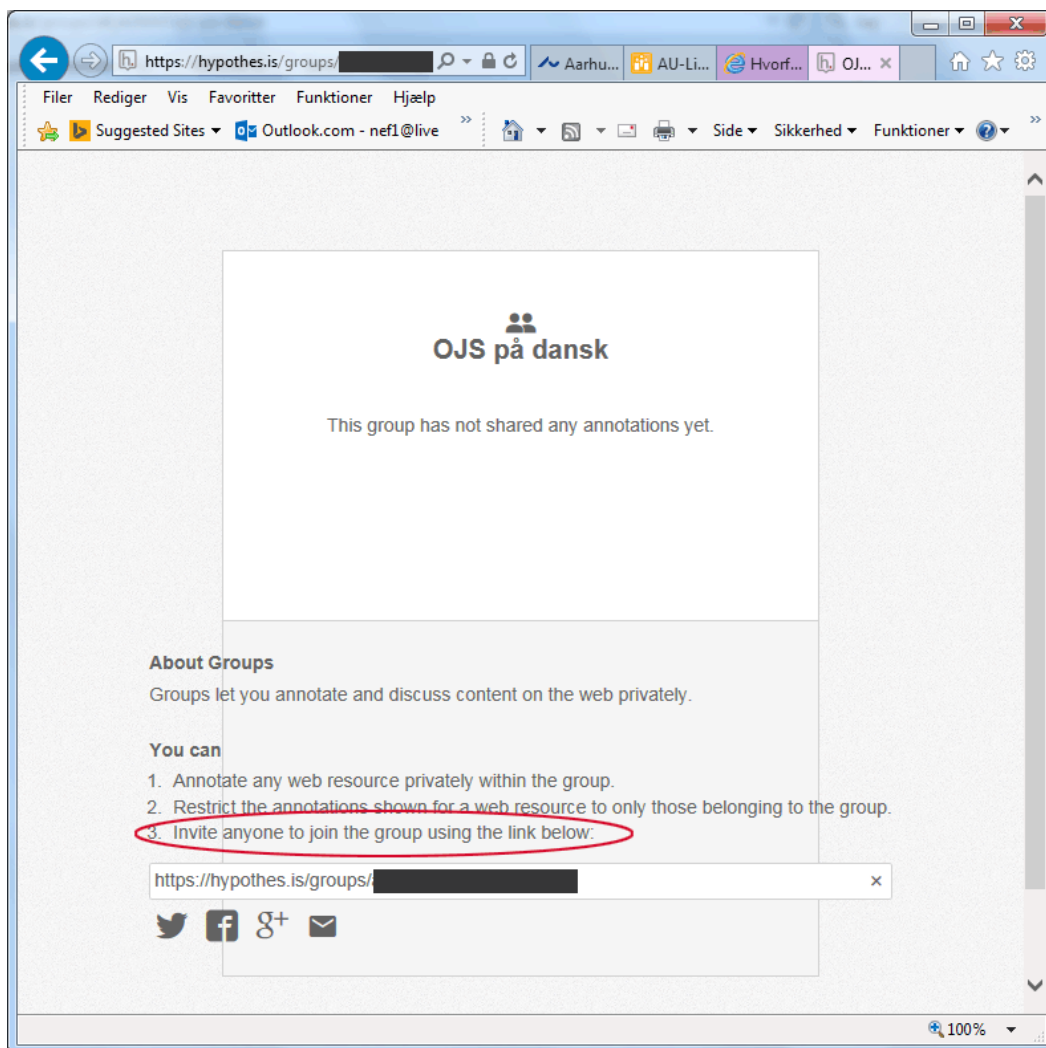 https://hypothes.is/groups/
Aarhu...
AU-Li...
Hvorf...
OJ...
Filer Rediger Vis Favoritter Funktioner Hjælp
Suggested Sites
Outlook.com - nef1@live
Side Sikkerhed Funktioner
OJS på dansk
This group has not shared any annotations yet.
About Groups
Groups let you annotate and discuss content on the web privately.
You can
1. Annotate any web resource privately within the group.
2. Restrict the annotations shown for a web resource to only those belonging to the group.
3. Invite anyone to join the group using the link below:
https://hypothes.is/groups/
100%